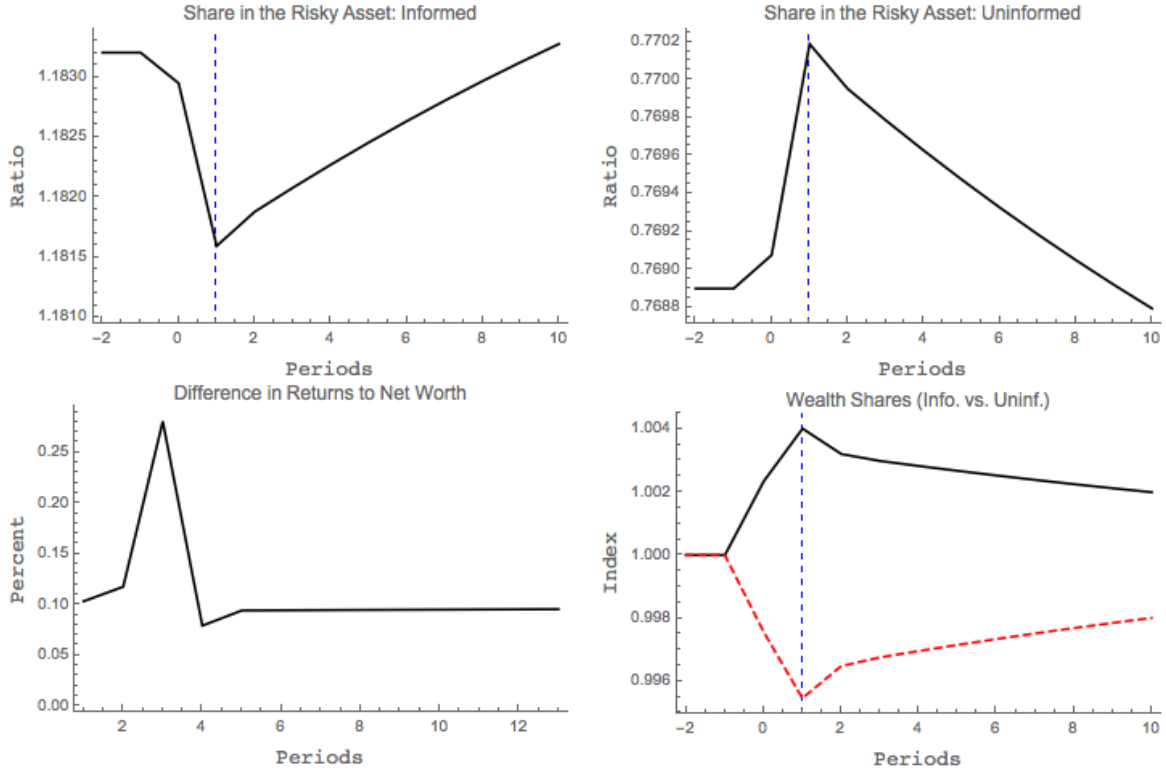 Share in the Risky Asset: Informed
1.1830
1.1825
1.1820
1.1815
1.1810
Ratio
−2 0 2 4 6 8 10
Periods
Share in the Risky Asset: Uninformed
0.7702
0.7700
0.7698
0.7696
0.7694
0.7692
0.7690
0.7688
Ratio
−2 0 2 4 6 8 10
Periods
Difference in Returns to Net Worth
0.25
0.20
0.15
0.10
0.05
0.00
Percent
2 4 6 8 10 12
Periods
Wealth Shares (Info. vs. Uninf.)
1.004
1.002
1.000
0.998
0.996
Index
−2 0 2 4 6 8 10
Periods